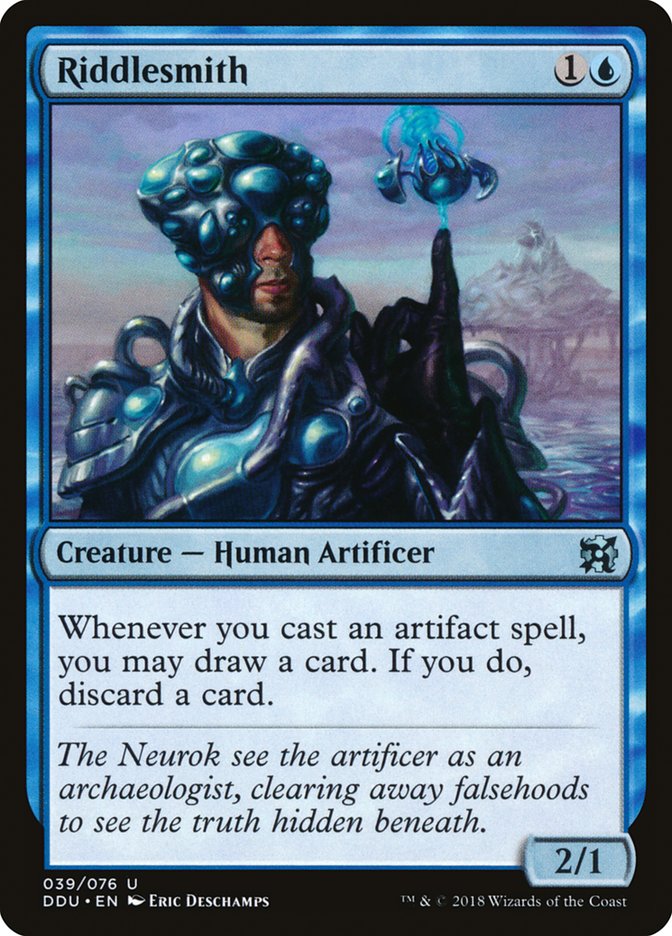 Riddlesmith 1
Creature — Human Artificer
Whenever you cast an artifact spell,
you may draw a card. If you do,
discard a card.
The Neurok see the artificer as an
archaeologist, clearing away falsehoods
to see the truth hidden beneath.
2/1
039/076 U
DDU • EN Eric Deschamps
™ & © 2018 Wizards of the Coast